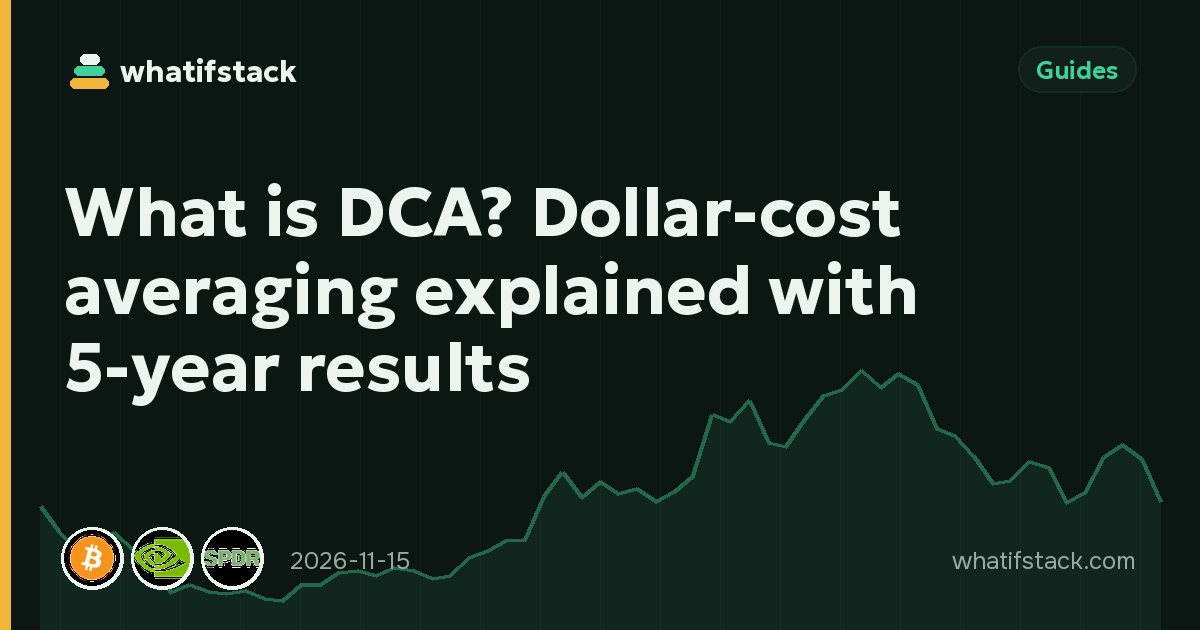 whatifstack
Guides
What is DCA? Dollar-cost
averaging explained with
5-year results
SPDR
2026-11-15
whatifstack.com